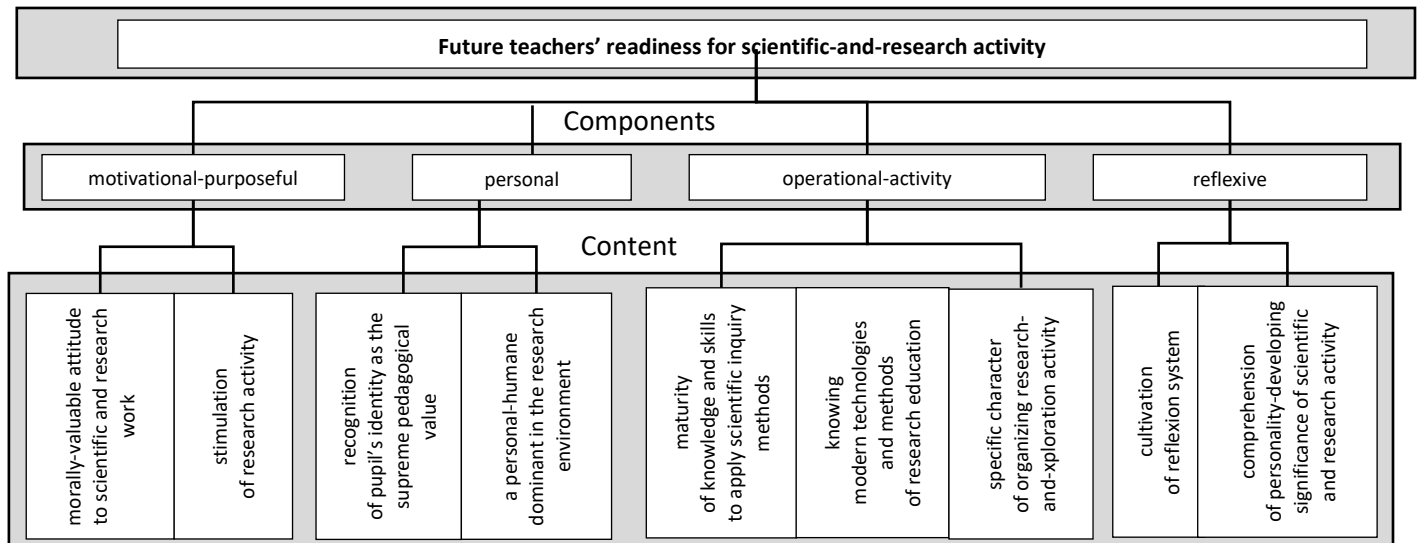 Future teachers’ readiness for scientific-and-research activity
Components
motivational-purposeful
personal
operational-activity
reflexive
Content
morally-valuable attitude
to scientific and research
work
stimulation
of research activity
recognition
of pupil’s identity as the
supreme pedagogical
value
a personal-humane
dominant in the research
environment
maturity
of knowledge and skills
to apply scientific inquiry
methods
knowing
modern technologies
and methods
of research education
specific character
of organizing research-
and-xploration activity
cultivation
of reflexion system
comprehension
of personality-developing
significance of scientific
and research activity